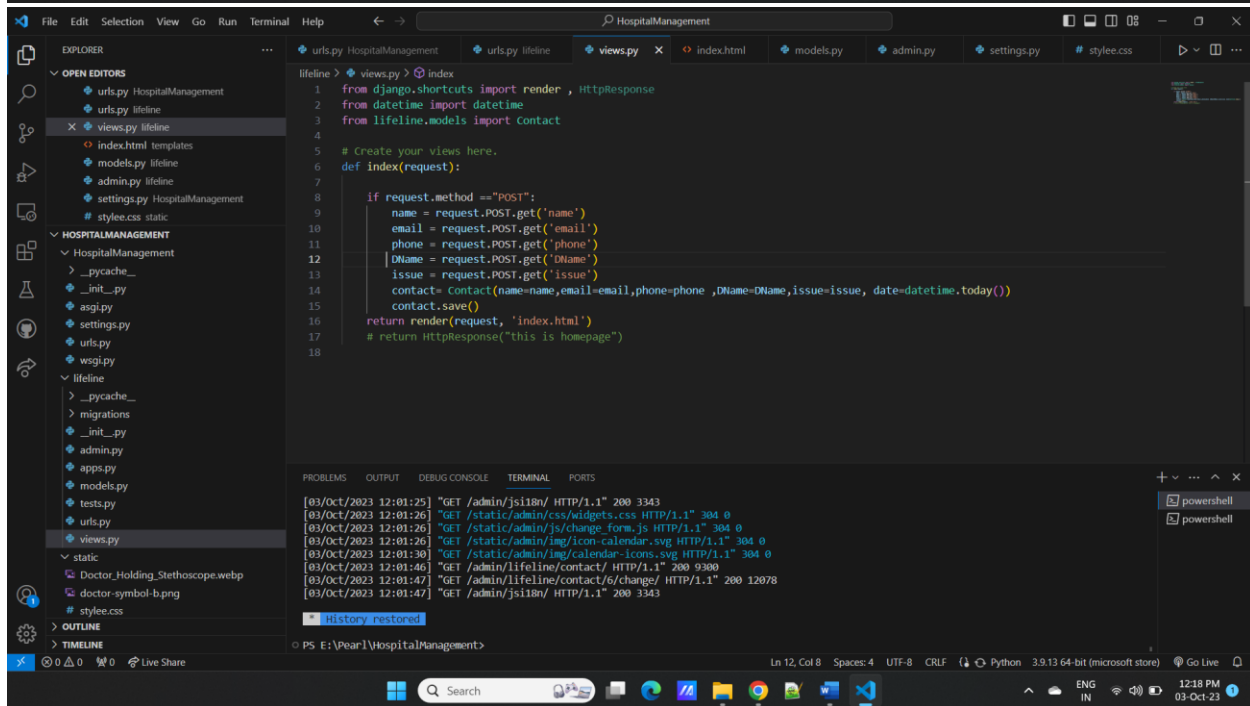 File Edit Selection View Go Run Terminal Help
HospitalManagement
EXPLORER
OPEN EDITORS
urls.py HospitalManagement
urls.py lifeline
views.py lifeline
index.html templates
models.py lifeline
admin.py lifeline
settings.py HospitalManagement
# stylee.css static
HOSPITALMANAGEMENT
HospitalManagement
__pycache__
__init__.py
asgi.py
settings.py
urls.py
wsgi.py
lifeline
__pycache__
migrations
__init__.py
admin.py
apps.py
models.py
tests.py
urls.py
views.py
static
Doctor_Holding_Stethoscope.webp
doctor-symbol-b.png
# stylee.css
OUTLINE
TIMELINE
urls.py HospitalManagement urls.py lifeline views.py index.html models.py admin.py settings.py # stylee.css
lifeline > views.py > index
1 from django.shortcuts import render , HttpResponse
2 from datetime import datetime
3 from lifeline.models import Contact
4
5 # Create your views here.
6 def index(request):
7
8 if request.method =="POST":
9 name = request.POST.get('name')
10 email = request.POST.get('email')
11 phone = request.POST.get('phone')
12 DName = request.POST.get('DName')
13 issue = request.POST.get('issue')
14 contact= Contact(name=name,email=email,phone=phone ,DName=DName,issue=issue, date=datetime.today())
15 contact.save()
16 return render(request, 'index.html')
17 # return HttpResponse("this is homepage")
18
PROBLEMS OUTPUT DEBUG CONSOLE TERMINAL PORTS
[03/Oct/2023 12:01:25] "GET /admin/jsi18n/ HTTP/1.1" 200 3343
[03/Oct/2023 12:01:26] "GET /static/admin/css/widgets.css HTTP/1.1" 304 0
[03/Oct/2023 12:01:26] "GET /static/admin/js/change_form.js HTTP/1.1" 304 0
[03/Oct/2023 12:01:26] "GET /static/admin/img/icon-calendar.svg HTTP/1.1" 304 0
[03/Oct/2023 12:01:30] "GET /static/admin/img/calendar-icons.svg HTTP/1.1" 304 0
[03/Oct/2023 12:01:46] "GET /admin/lifeline/contact/ HTTP/1.1" 200 9300
[03/Oct/2023 12:01:47] "GET /admin/lifeline/contact/6/change/ HTTP/1.1" 200 12078
[03/Oct/2023 12:01:47] "GET /admin/jsi18n/ HTTP/1.1" 200 3343
* History restored
PS E:\Pearl\HospitalManagement>
powershell
powershell
0 0 0 Live Share
Ln 12, Col 8 Spaces: 4 UTF-8 CRLF Python 3.9.13 64-bit (microsoft store) Go Live
Search
ENG
IN
12:18 PM
03-Oct-23
1